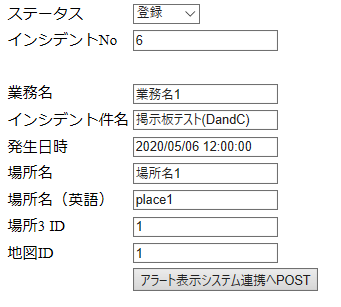 ステータス 登録
インシデントNo 6
業務名 業務名1
インシデント件名 掲示板テスト(DandC)
発生日時 2020/05/06 12:00:00
場所名 場所名1
場所名（英語） place1
場所3 ID 1
地図ID 1
アラート表示システム連携へPOST